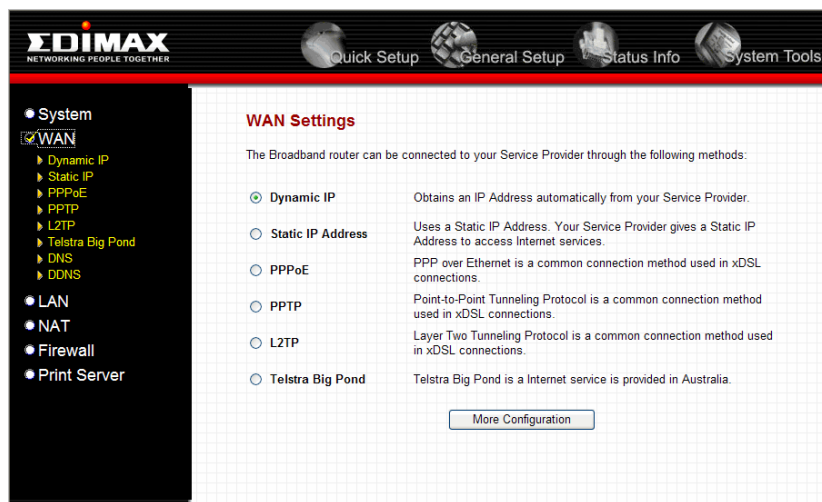 EDIMAX
NETWORKING PEOPLE TOGETHER
Quick Setup
General Setup
Status Info
System Tools
System
WAN
Dynamic IP
Static IP
PPPoE
PPTP
L2TP
Telstra Big Pond
DNS
DDNS
LAN
NAT
Firewall
Print Server
WAN Settings
The Broadband router can be connected to your Service Provider through the following methods:
Dynamic IP
Obtains an IP Address automatically from your Service Provider.
Static IP Address
Uses a Static IP Address. Your Service Provider gives a Static IP
Address to access Internet services.
PPPoE
PPP over Ethernet is a common connection method used in xDSL
connections.
PPTP
Point-to-Point Tunneling Protocol is a common connection method
used in xDSL connections.
L2TP
Layer Two Tunneling Protocol is a common connection method used
in xDSL connections.
Telstra Big Pond
Telstra Big Pond is a Internet service is provided in Australia.
More Configuration